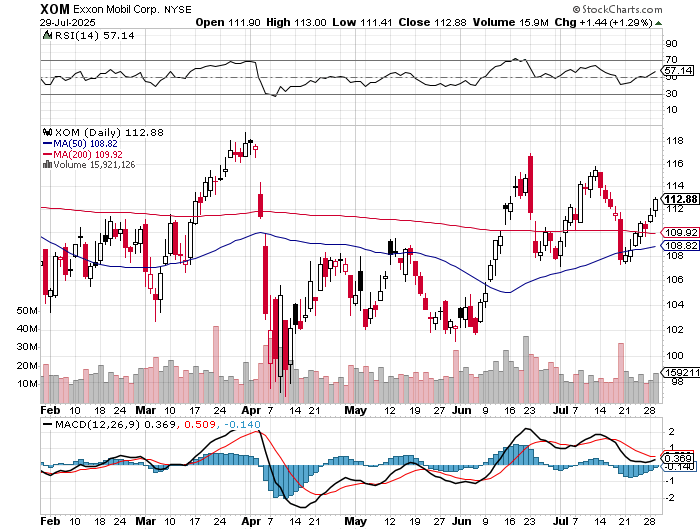 XOM Exxon Mobil Corp. NYSE © StockCharts.com
29-Jul-2025 Open 111.90 High 113.00 Low 111.41 Close 112.88 Volume 15.9M Chg +1.44 (+1.29%)
RSI(14) 57.14
90
70
57.14
50
30
10
XOM (Daily) 112.88
MA(50) 108.82
MA(200) 109.92
Volume 15,921,126
118
116
114
112.88
112
109.92
108.82
108
106
104
102
100
98
50M
40M
30M
20M
10M
159211
Feb 10 18 24 Mar 10 17 24 Apr 7 14 21 May 12 19 27 Jun 9 16 23 Jul 7 14 21 28
MACD(12,26,9) 0.369, 0.509, -0.140
2
1
0.369
-0.140
-1
-2
Feb 10 18 24 Mar 10 17 24 Apr 7 14 21 May 12 19 27 Jun 9 16 23 Jul 7 14 21 28